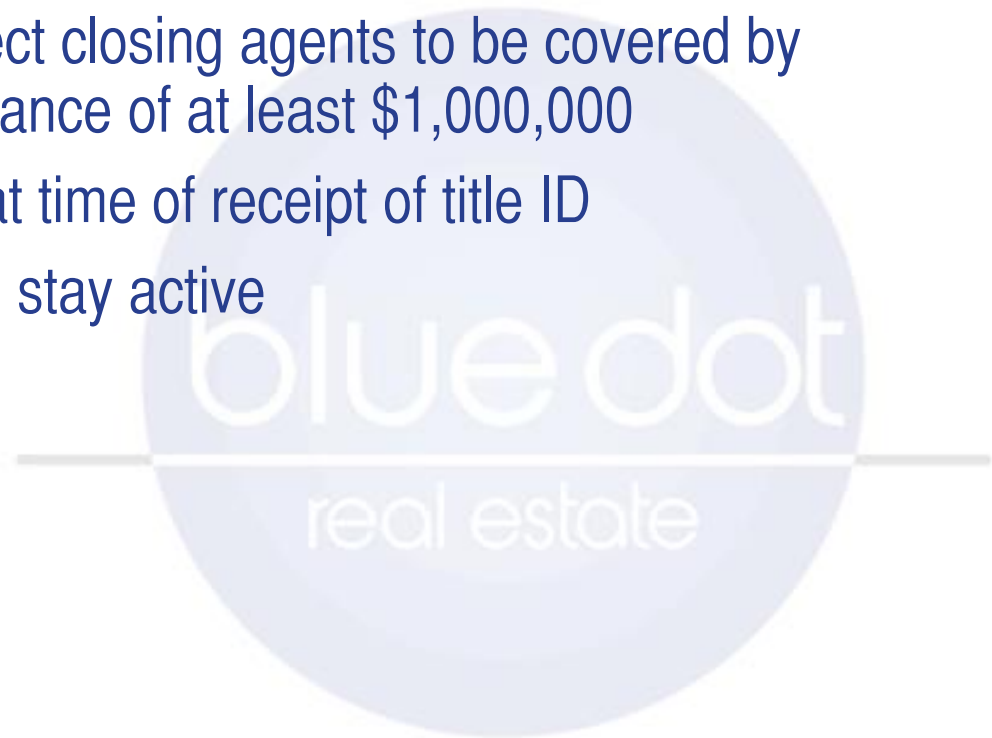 ect closing agents to be covered by
ance of at least $1,000,000
at time of receipt of title ID
stay active
blue dot
real estate